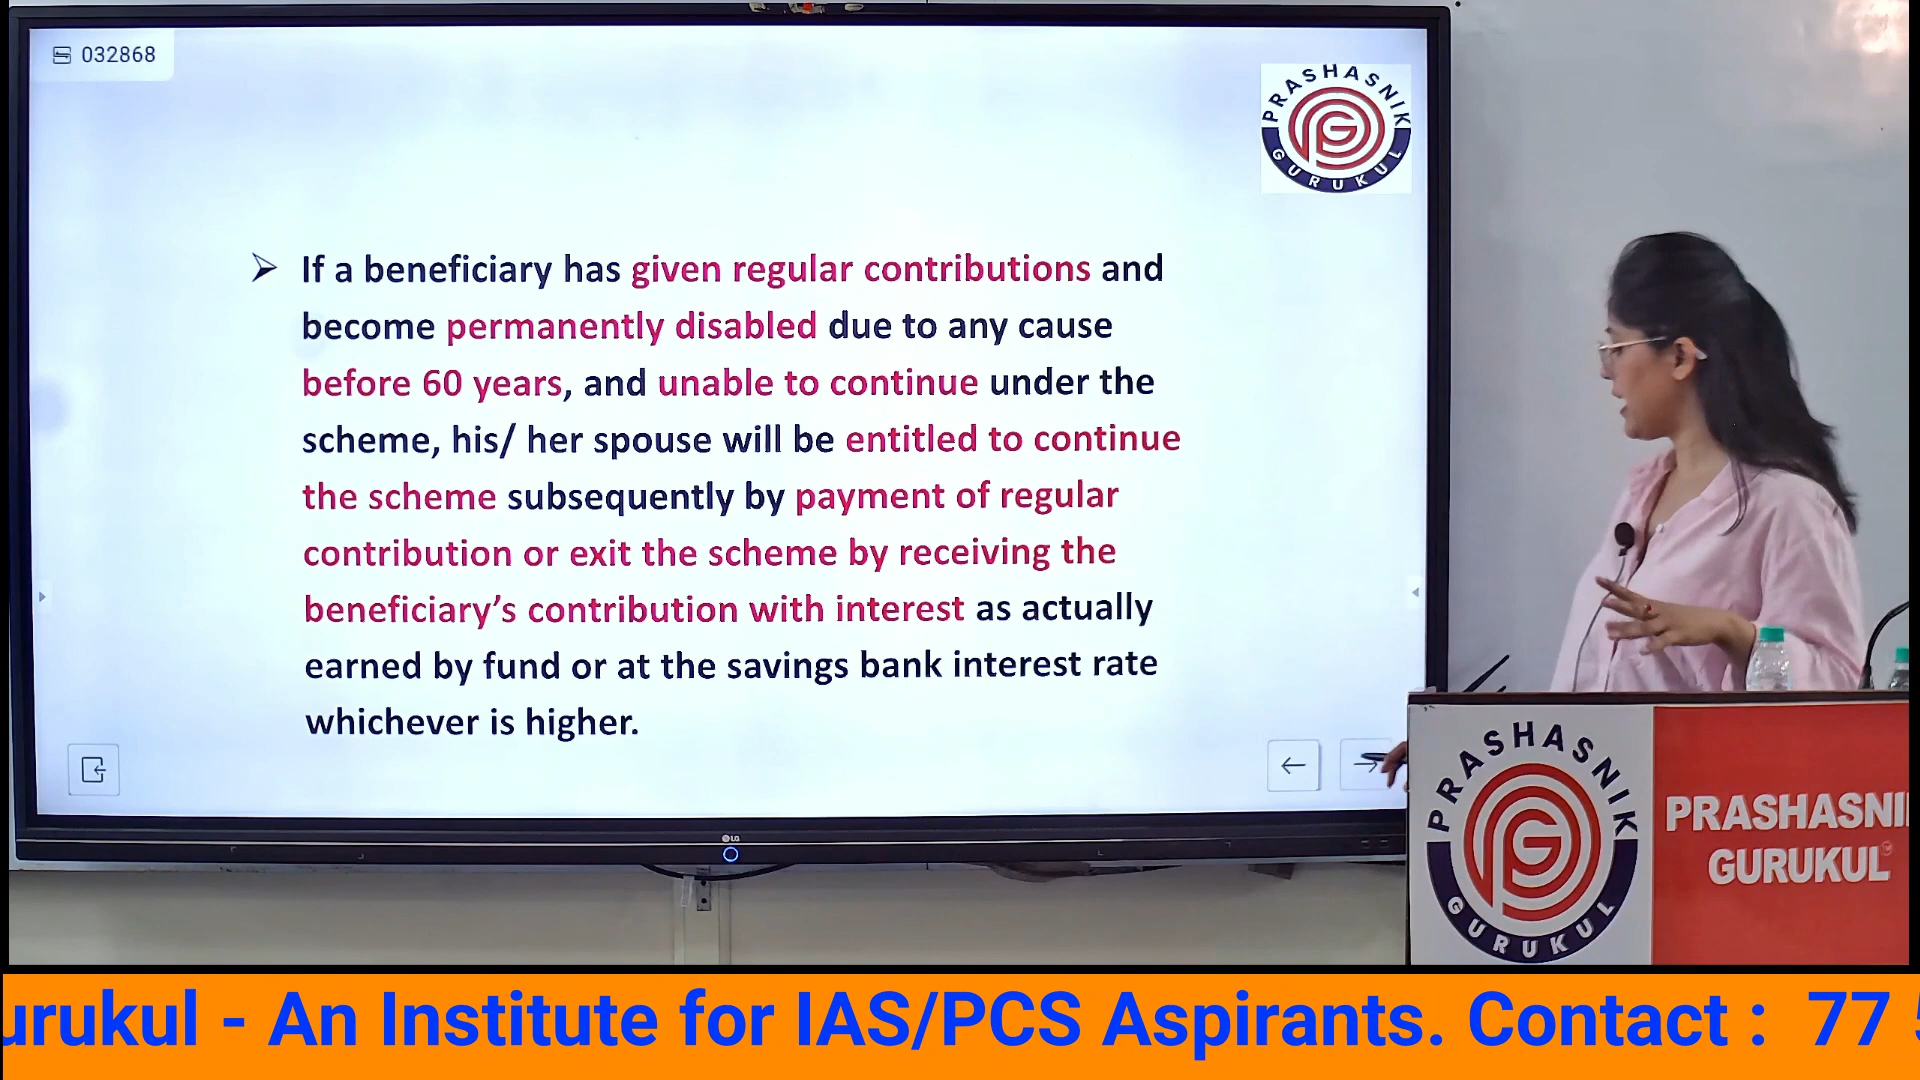 032868
PRASHASNIK
GURUKUL
If a beneficiary has given regular contributions and
become permanently disabled due to any cause
before 60 years, and unable to continue under the
scheme, his/ her spouse will be entitled to continue
the scheme subsequently by payment of regular
contribution or exit the scheme by receiving the
beneficiary’s contribution with interest as actually
earned by fund or at the savings bank interest rate
whichever is higher.
LG
PRASHASNIK
GURUKUL
PRASHASNI
GURUKUL
urukul - An Institute for IAS/PCS Aspirants. Contact : 77